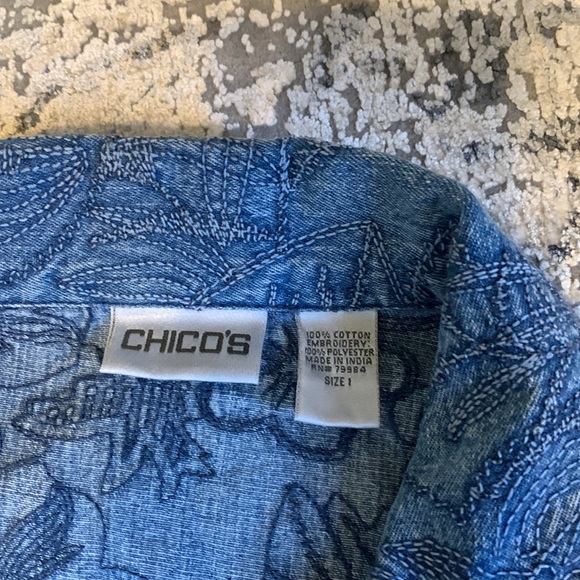 CHICO'S
100% COTTON
EMBROIDERY:
100% POLYESTER
MADE IN INDIA
RN# 79984
SIZE 1